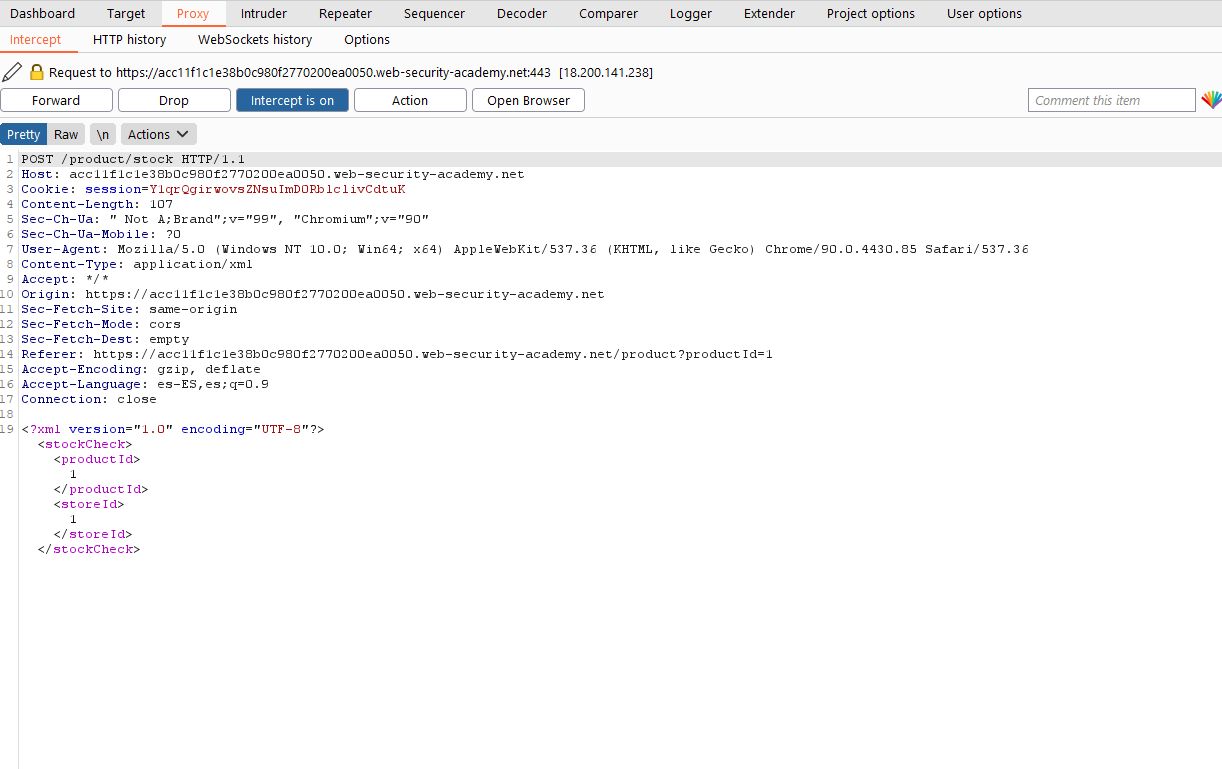 Dashboard Target Proxy Intruder Repeater Sequencer Decoder Comparer Logger Extender Project options User options
Intercept HTTP history WebSockets history Options
Request to https://acc11f1c1e38b0c980f2770200ea0050.web-security-academy.net:443 [18.200.141.238]
Forward Drop Intercept is on Action Open Browser Comment this item
Pretty Raw \n Actions
1 POST /product/stock HTTP/1.1
2 Host: acc11f1c1e38b0c980f2770200ea0050.web-security-academy.net
3 Cookie: session=YlqrQgirwovsZNsuImDORblclivCdtuK
4 Content-Length: 107
5 Sec-Ch-Ua: " Not A;Brand";v="99", "Chromium";v="90"
6 Sec-Ch-Ua-Mobile: ?0
7 User-Agent: Mozilla/5.0 (Windows NT 10.0; Win64; x64) AppleWebKit/537.36 (KHTML, like Gecko) Chrome/90.0.4430.85 Safari/537.36
8 Content-Type: application/xml
9 Accept: */*
10 Origin: https://acc11f1c1e38b0c980f2770200ea0050.web-security-academy.net
11 Sec-Fetch-Site: same-origin
12 Sec-Fetch-Mode: cors
13 Sec-Fetch-Dest: empty
14 Referer: https://acc11f1c1e38b0c980f2770200ea0050.web-security-academy.net/product?productId=1
15 Accept-Encoding: gzip, deflate
16 Accept-Language: es-ES,es;q=0.9
17 Connection: close
18
19 <?xml version="1.0" encoding="UTF-8"?>
<stockCheck>
<productId>
1
</productId>
<storeId>
1
</storeId>
</stockCheck>